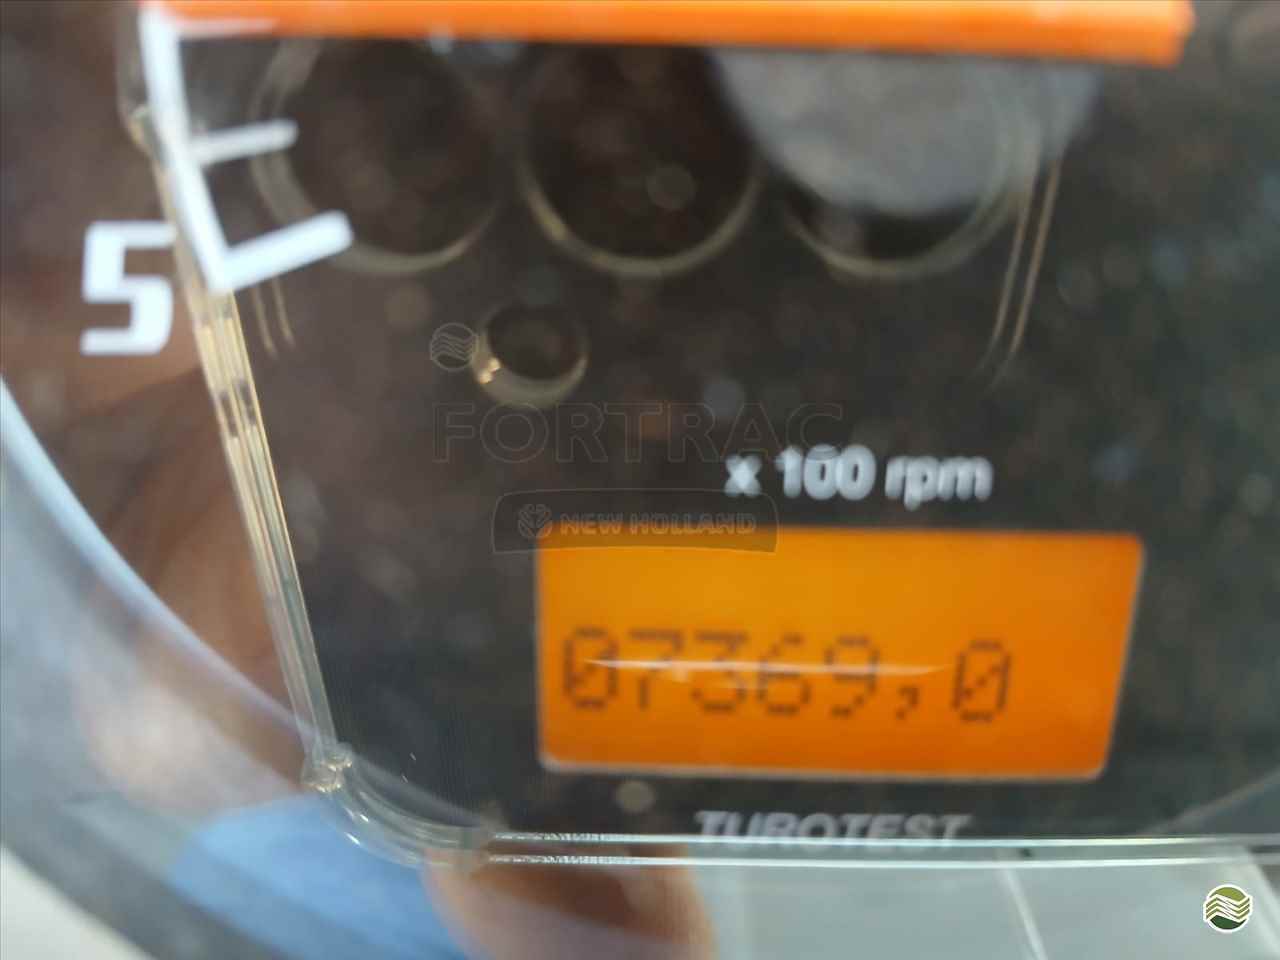 5
FORTRAC
x 100 rpm
NEW HOLLAND
07369,0
TUROTEST